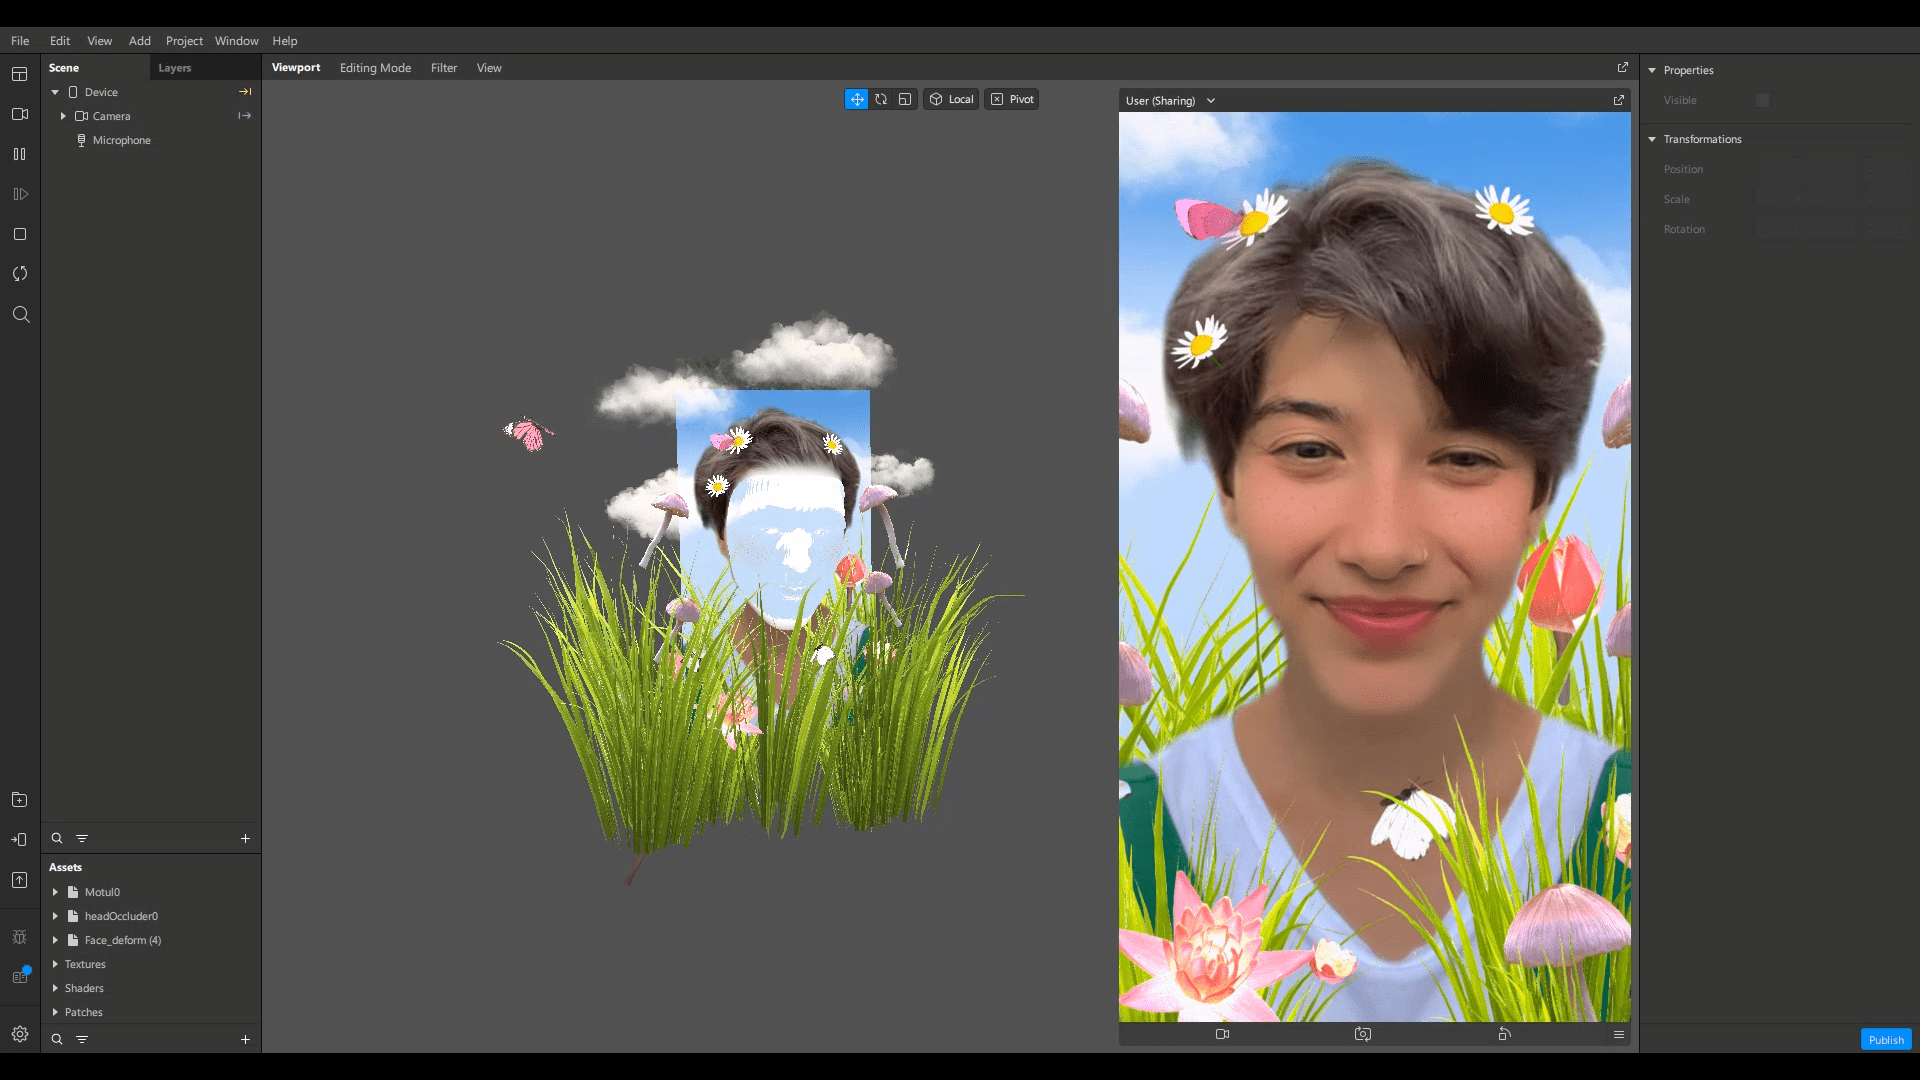 File Edit View Add Project Window Help
Scene Layers
Device
Camera
Microphone
Viewport Editing Mode Filter View
Local Pivot
User (Sharing)
Properties
Visible
Transformations
Position
Scale
Rotation
Assets
Motul0
headOccluder0
Face_deform (4)
Textures
Shaders
Patches
Publish